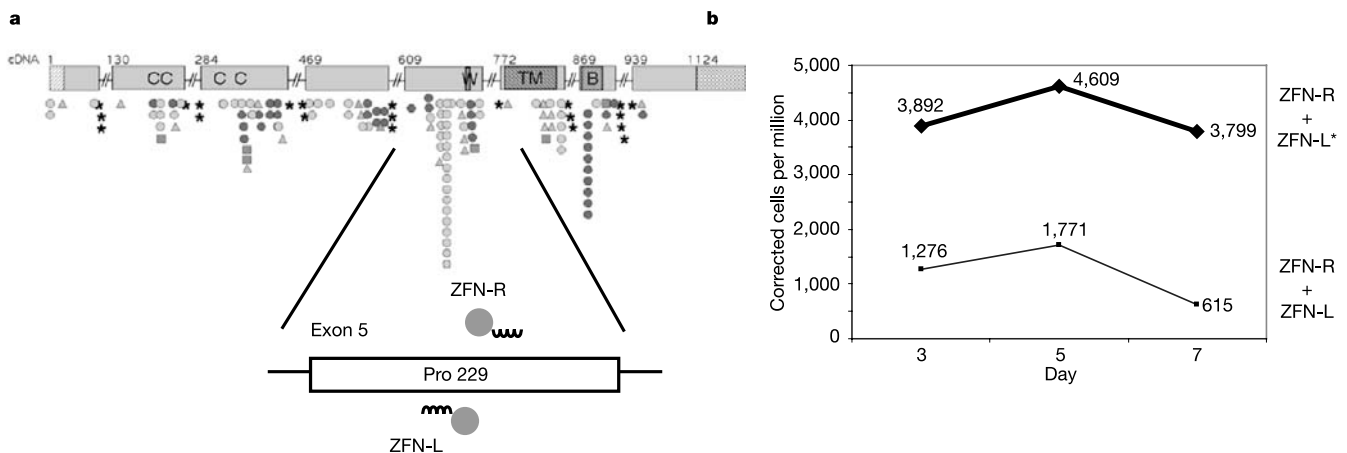 a
cDNA 1 130 284 469 609 772 869 939 1124
CC C C W TM B
Exon 5
ZFN-R
Pro 229
ZFN-L
b
Corrected cells per million
5,000
4,000
3,000
2,000
1,000
0
3,892
4,609
3,799
1,276
1,771
615
3 5 7
Day
ZFN-R
+
ZFN-L*
ZFN-R
+
ZFN-L